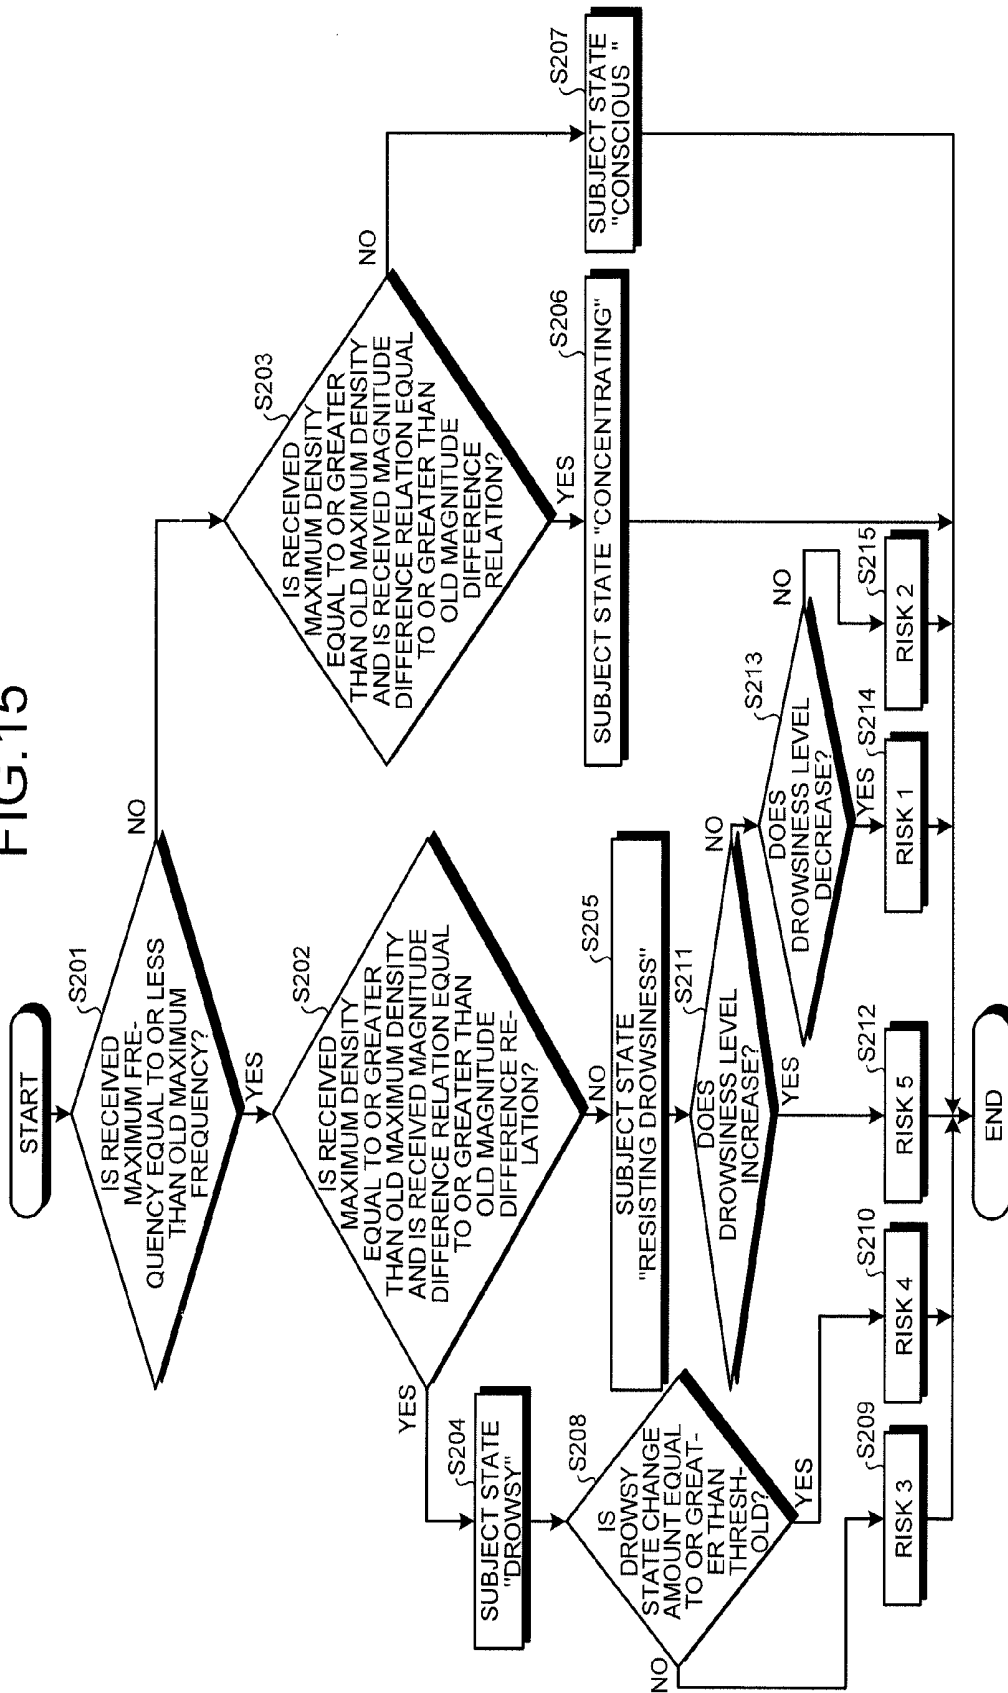 FIG.15
START
S201
IS RECEIVED
MAXIMUM FRE-
QUENCY EQUAL TO OR LESS
THAN OLD MAXIMUM
FREQUENCY?
NO
YES
S202
IS RECEIVED
MAXIMUM DENSITY
EQUAL TO OR GREATER
THAN OLD MAXIMUM DENSITY
AND IS RECEIVED MAGNITUDE
DIFFERENCE RELATION EQUAL
TO OR GREATER THAN
OLD MAGNITUDE
DIFFERENCE RE-
LATION?
YES
NO
S203
IS RECEIVED
MAXIMUM DENSITY
EQUAL TO OR GREATER
THAN OLD MAXIMUM DENSITY
AND IS RECEIVED MAGNITUDE
DIFFERENCE RELATION EQUAL
TO OR GREATER THAN
OLD MAGNITUDE
DIFFERENCE
RELATION?
NO
YES
S204
SUBJECT STATE
"DROWSY"
S205
SUBJECT STATE
"RESISTING DROWSINESS"
S206
SUBJECT STATE "CONCENTRATING"
S207
SUBJECT STATE
"CONSCIOUS "
S208
IS
DROWSY
STATE CHANGE
AMOUNT EQUAL
TO OR GREAT-
ER THAN
THRESH-
OLD?
NO
YES
S211
DOES
DROWSINESS LEVEL
INCREASE?
NO
YES
S213
DOES
DROWSINESS LEVEL
DECREASE?
NO
YES
S209
RISK 3
S210
RISK 4
S212
RISK 5
S214
RISK 1
S215
RISK 2
END